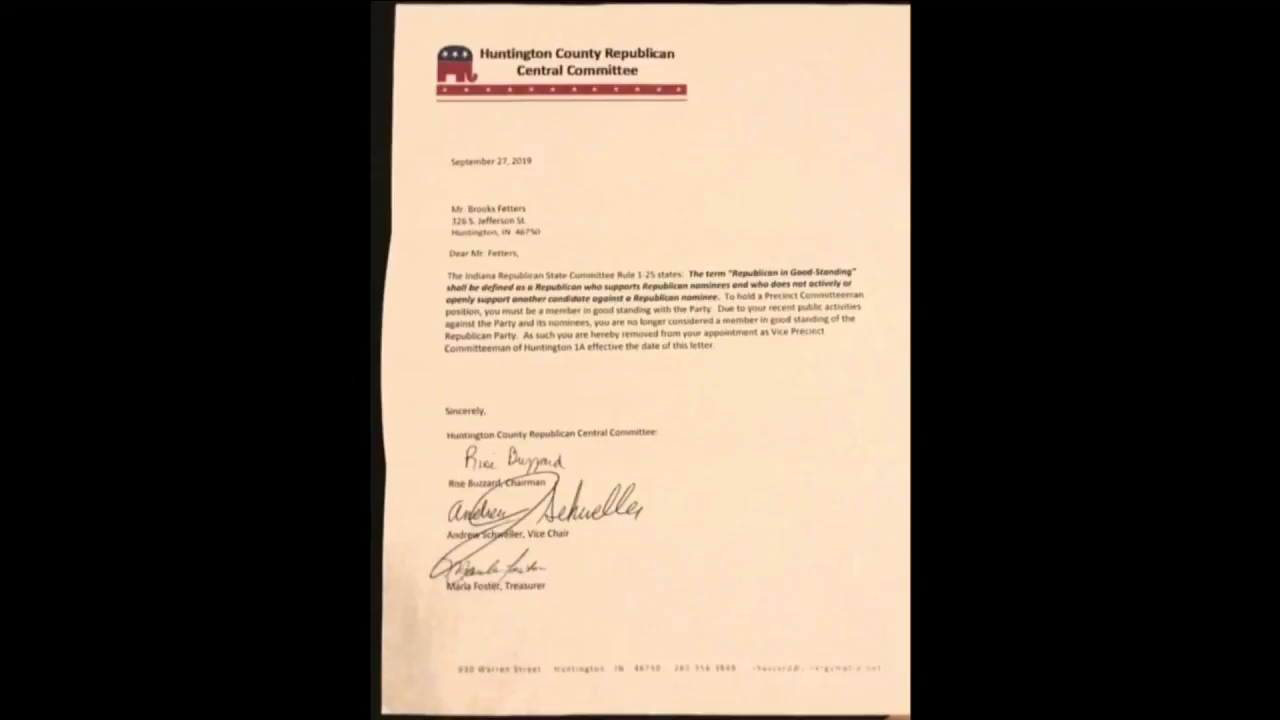 Huntington County Republican
Central Committee
September 27, 2019
Mr. Brooks Fetters
326 S. Jefferson St.
Huntington, IN 46750
Dear Mr. Fetters,
The Indiana Republican State Committee Rule 1-25 states: The term "Republican in Good-Standing"
shall be defined as a Republican who supports Republican nominees and who does not actively or
openly support another candidate against a Republican nominee. To hold a Precinct Committeeman
position, you must be a member in good standing with the Party. Due to your recent public activities
against the Party and its nominees, you are no longer considered a member in good standing of the
Republican Party. As such you are hereby removed from your appointment as Vice Precinct
Committeeman of Huntington 1A effective the date of this letter.
Sincerely,
Huntington County Republican Central Committee:
Rise Buzzard
Rise Buzzard, Chairman
Andrew Schweller
Andrew Schweller, Vice Chair
Marla Foster
Marla Foster, Treasurer
Warren Street Huntington IN 46750